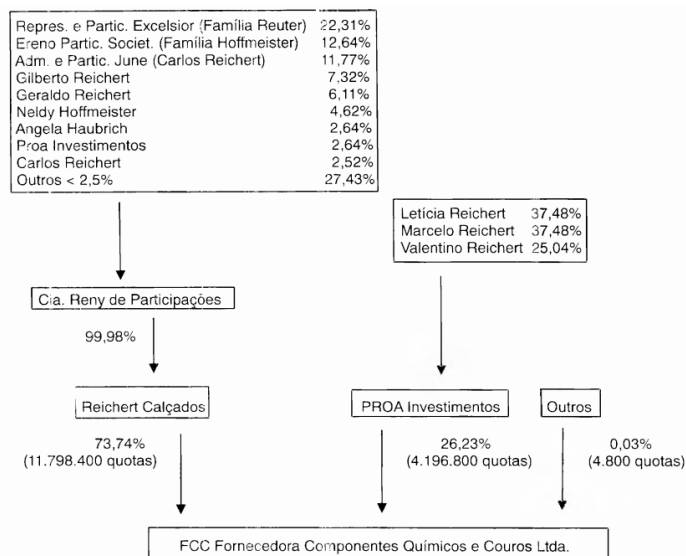 Repres. e Partic. Excelsior (Família Reuter) 22,31%
Ereno Partic. Societ. (Família Hoffmeister) 12,64%
Adm. e Partic. June (Carlos Reichert) 11,77%
Gilberto Reichert 7,32%
Geraldo Reichert 6,11%
Neldy Hoffmeister 4,62%
Angela Haubrich 2,64%
Proa Investimentos 2,64%
Carlos Reichert 2,52%
Outros < 2,5% 27,43%
Letícia Reichert 37,48%
Marcelo Reichert 37,48%
Valentino Reichert 25,04%
Cia. Reny de Participações
99,98%
Reichert Calçados
PROA Investimentos
Outros
73,74%
(11.798.400 quotas)
26,23%
(4.196.800 quotas)
0,03%
(4.800 quotas)
FCC Fornecedora Componentes Químicos e Couros Ltda.